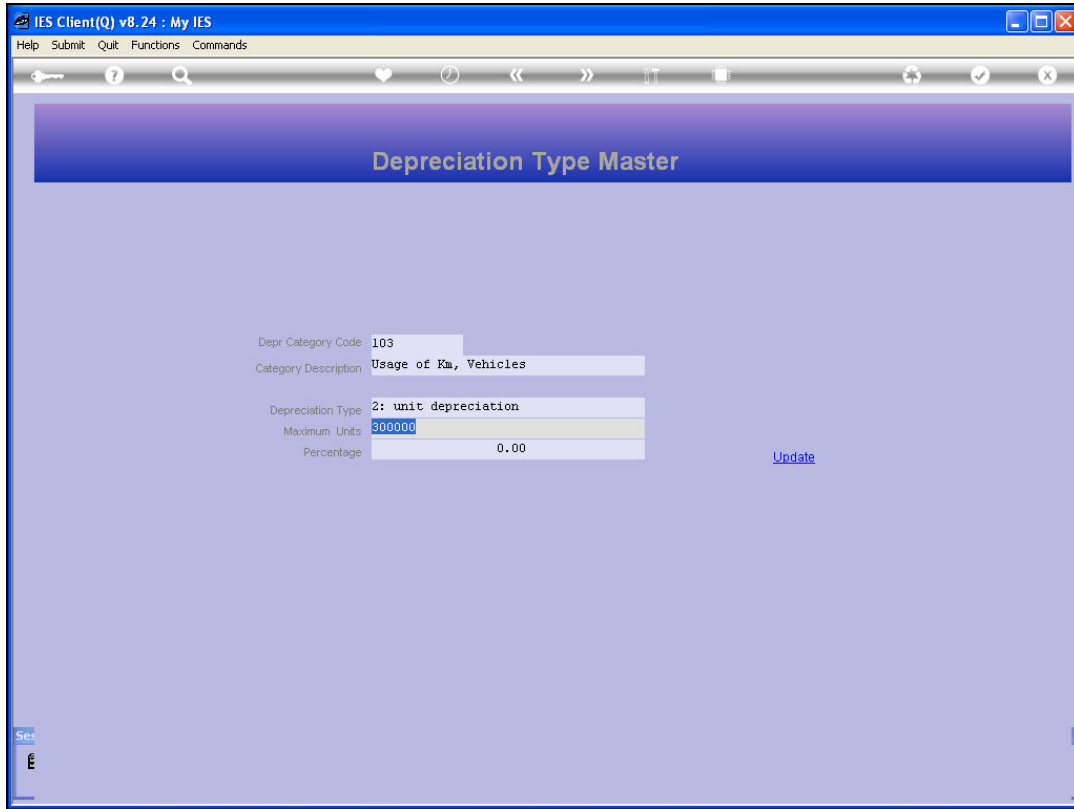 IES Client(Q) v8.24 : My IES
Help Submit Quit Functions Commands
Depreciation Type Master
Depr Category Code 103
Category Description Usage of Km, Vehicles
Depreciation Type 2: unit depreciation
Maximum Units 300000
Percentage 0.00
Update
Ses